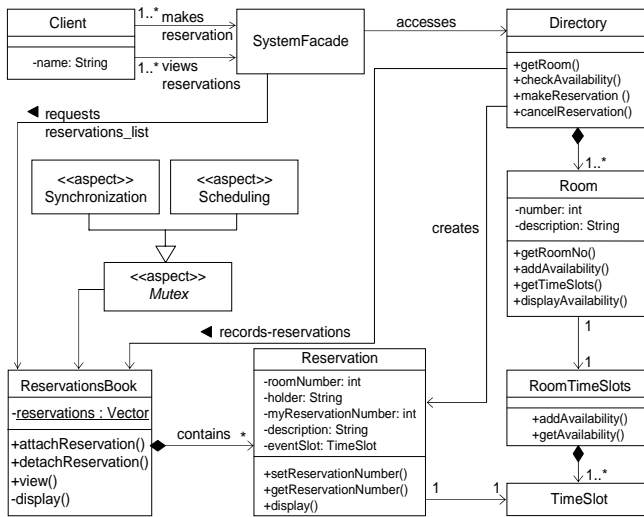 Client
-name: String
1..* makes
reservation
1..* views
reservations
SystemFacade
accesses
Directory
+getRoom()
+checkAvailability()
+makeReservation ()
+cancelReservation()
requests
reservations_list
<<aspect>>
Synchronization
<<aspect>>
Scheduling
<<aspect>>
Mutex
creates
1..*
Room
-number: int
-description: String
+getRoomNo()
+addAvailability()
+getTimeSlots()
+displayAvailability()
records-reservations
1
1
ReservationsBook
-reservations : Vector
+attachReservation()
+detachReservation()
+view()
-display()
contains *
Reservation
-roomNumber: int
-holder: String
-myReservationNumber: int
-description: String
-eventSlot: TimeSlot
+setReservationNumber()
+getReservationNumber()
+display()
RoomTimeSlots
+addAvailability()
+getAvailability()
1..*
1 1
TimeSlot